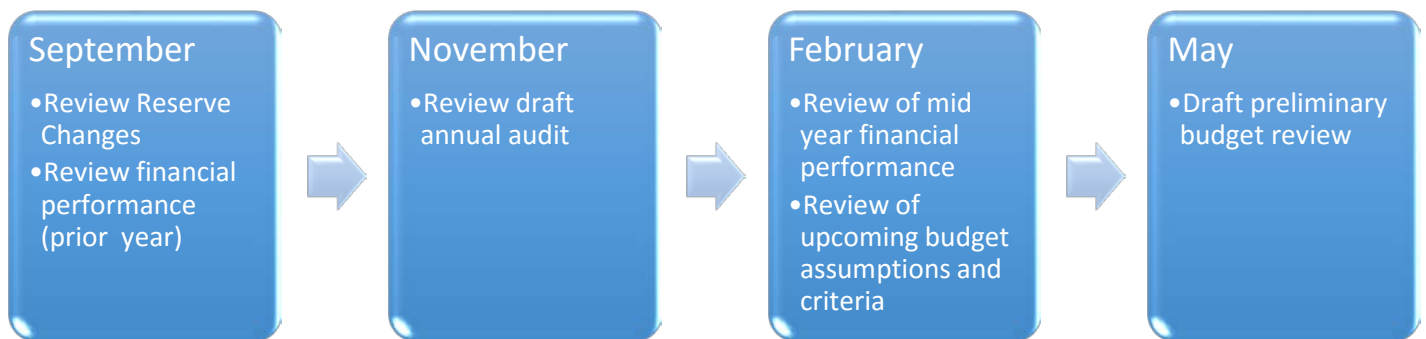 September
•Review Reserve
Changes
•Review financial
performance
(prior year)
November
•Review draft
annual audit
February
•Review of mid
year financial
performance
•Review of
upcoming budget
assumptions and
criteria
May
•Draft preliminary
budget review